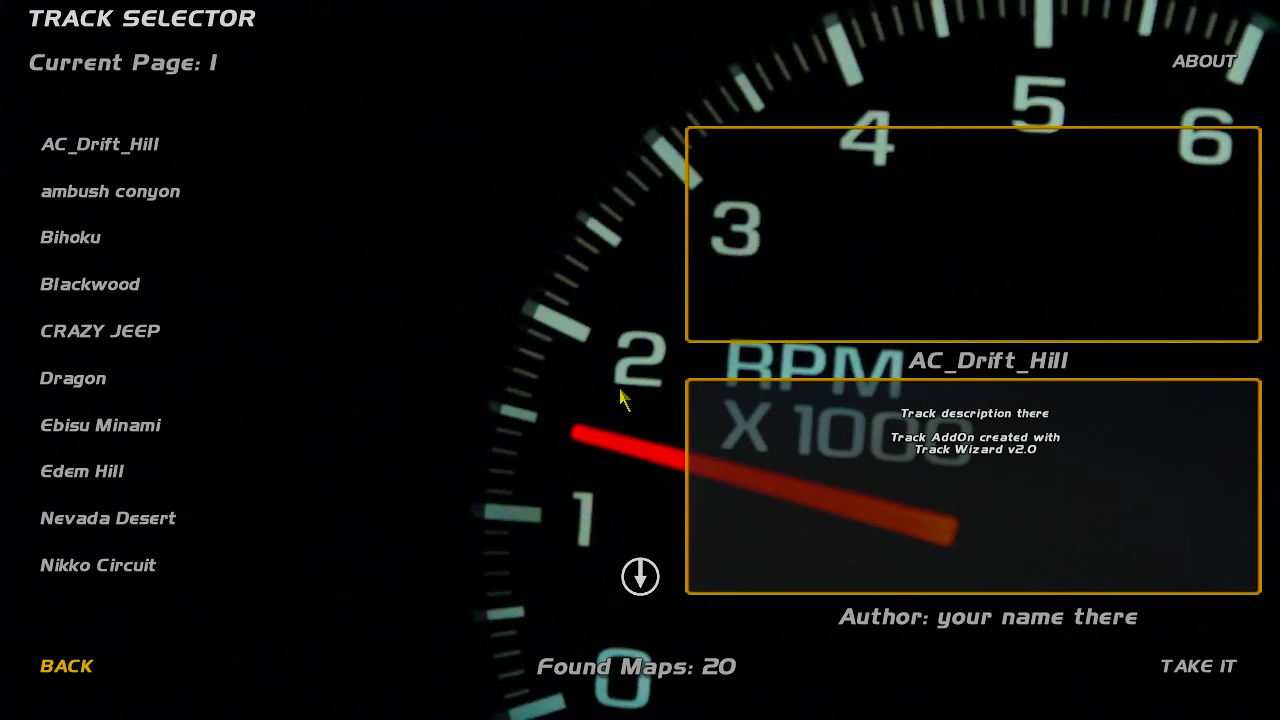 TRACK SELECTOR
Current Page: 1
ABOUT
AC_Drift_Hill
ambush conyon
Bihoku
Blackwood
CRAZY JEEP
Dragon
Ebisu Minami
Edem Hill
Nevada Desert
Nikko Circuit
0
1
2
3
4
5
6
RPM
X 1000
AC_Drift_Hill
Track description there
Track AddOn created with
Track Wizard v2.0
Author: your name there
BACK
Found Maps: 20
TAKE IT